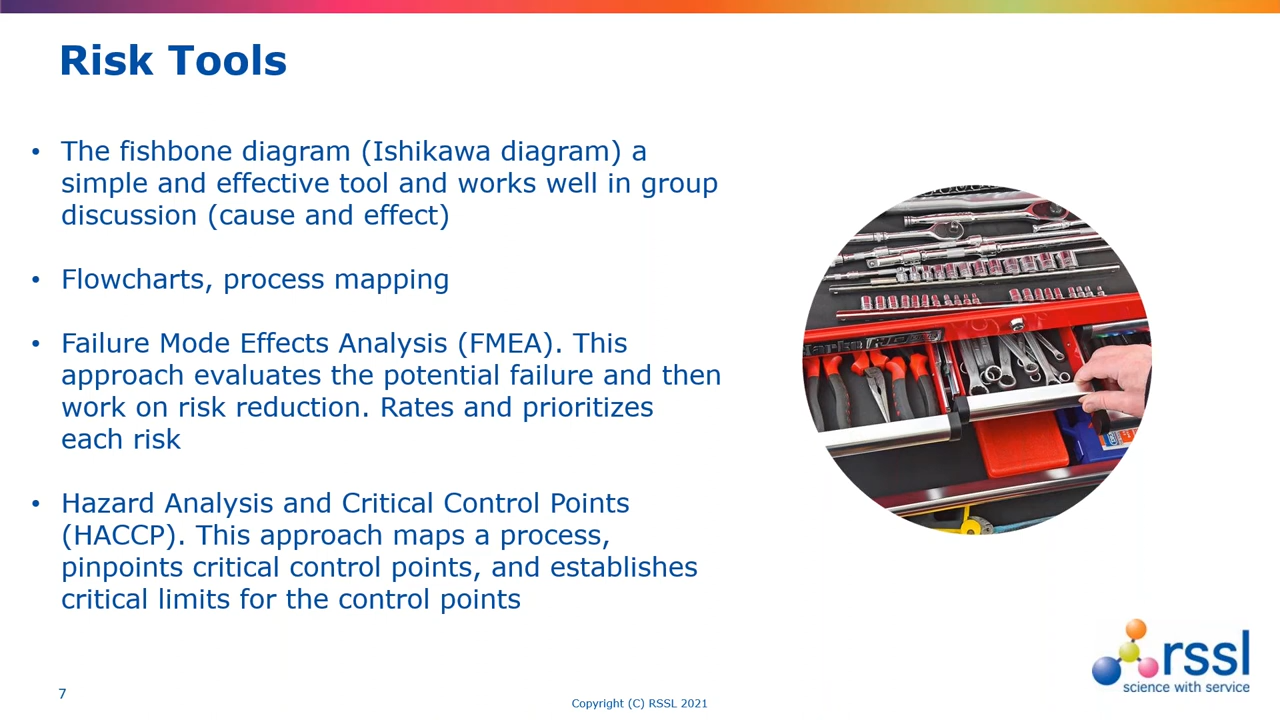 Risk Tools
• The fishbone diagram (Ishikawa diagram) a
simple and effective tool and works well in group
discussion (cause and effect)
• Flowcharts, process mapping
• Failure Mode Effects Analysis (FMEA). This
approach evaluates the potential failure and then
work on risk reduction. Rates and prioritizes
each risk
• Hazard Analysis and Critical Control Points
(HACCP). This approach maps a process,
pinpoints critical control points, and establishes
critical limits for the control points
rssl
science with service
7
Copyright (C) RSSL 2021